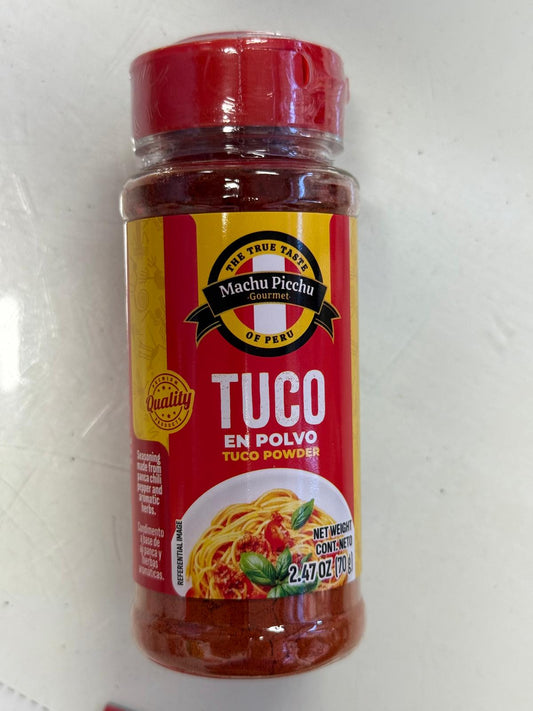 THE TRUE TASTE
Machu Picchu
-Gourmet-
OF PERU
PREMIUM
Quality
PRODUCTS
TUCO
EN POLVO
TUCO POWDER
Seasoning
made from
panca chili
pepper and
aromatic
herbs.
Condimento
a base de
ají panca y
hierbas
aromáticas.
REFERENTIAL IMAGE
NET WEIGHT
CONT. NETO
2.47 OZ (70 g)